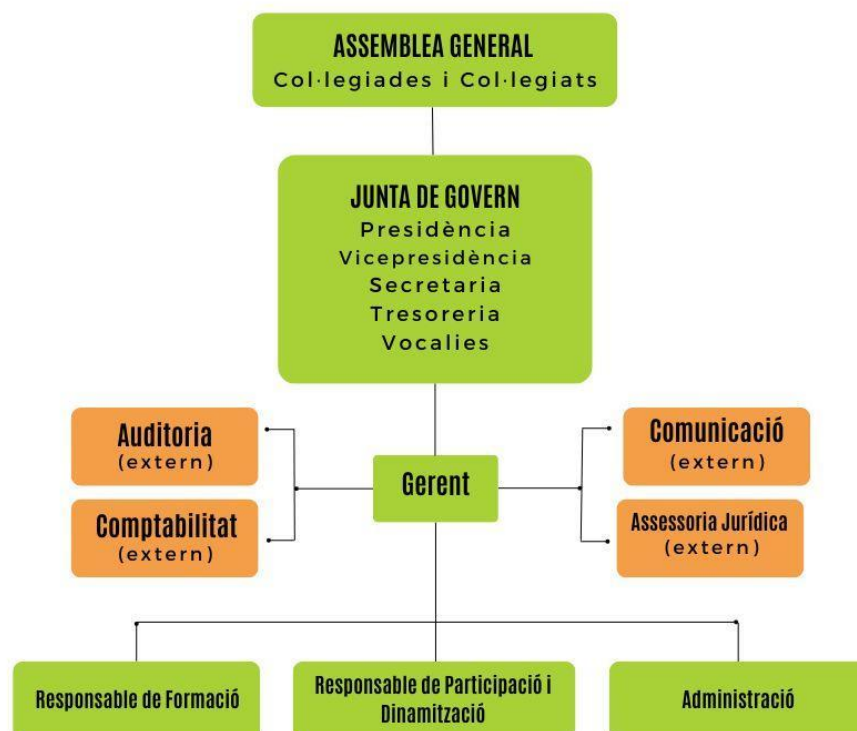 ASSEMBLEA GENERAL
Col·legiades i Col·legiats
JUNTA DE GOVERN
Presidència
Vicepresidència
Secretaria
Tresoreria
Vocalies
Auditoria
(extern)
Comunicació
(extern)
Gerent
Comptabilitat
(extern)
Assessoria Jurídica
(extern)
Responsable de Formació
Responsable de Participació i
Dinamització
Administració